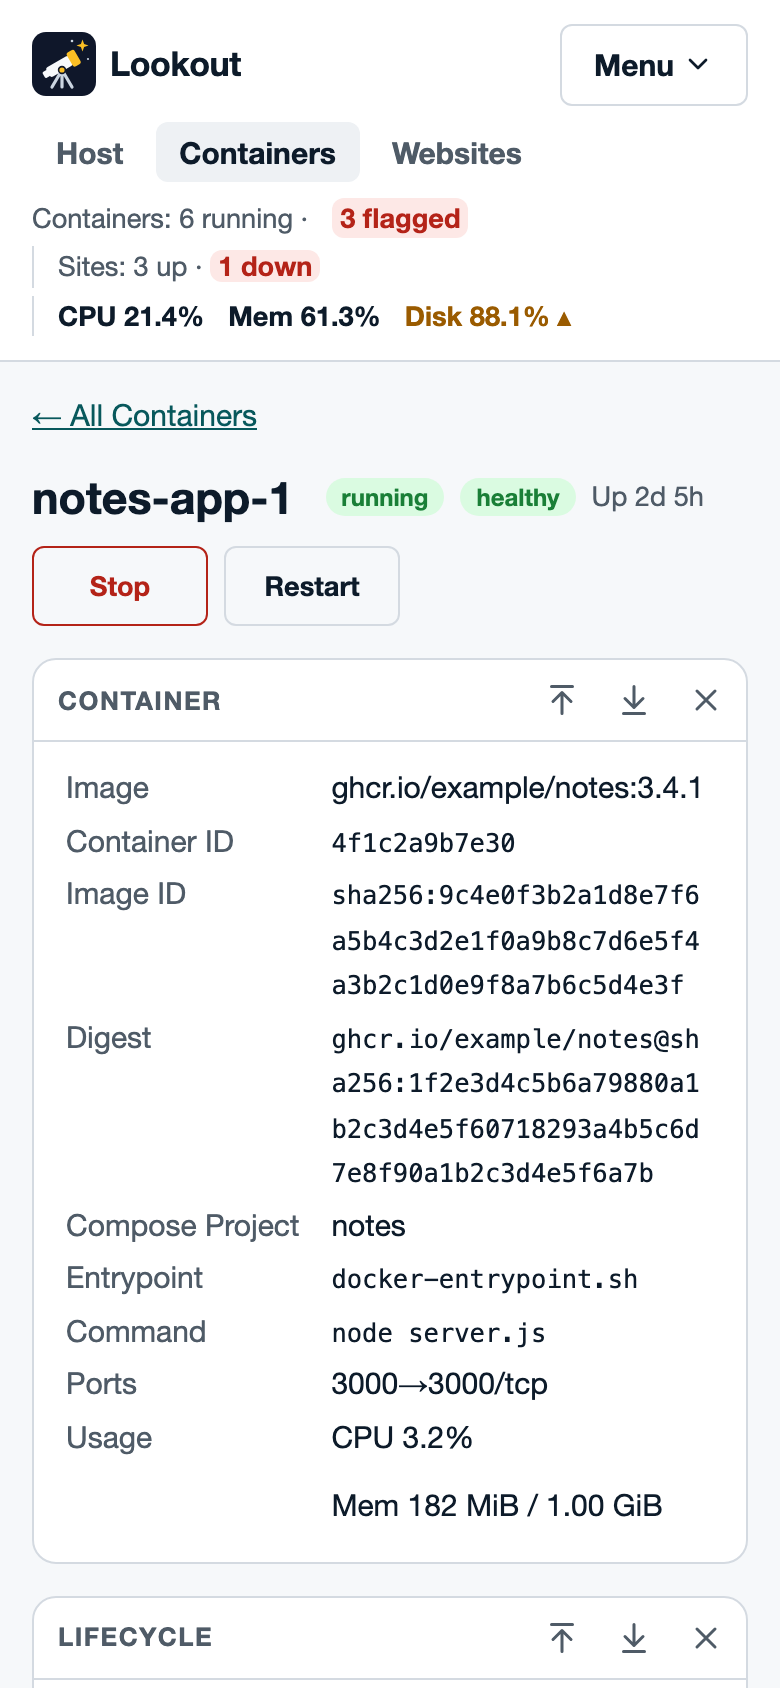 Lookout
Menu
Host Containers Websites
Containers: 6 running · 3 flagged
Sites: 3 up · 1 down
CPU 21.4% Mem 61.3% Disk 88.1% ▲
← All Containers
notes-app-1 running healthy Up 2d 5h
Stop Restart
CONTAINER
Image ghcr.io/example/notes:3.4.1
Container ID 4f1c2a9b7e30
Image ID sha256:9c4e0f3b2a1d8e7f6
a5b4c3d2e1f0a9b8c7d6e5f4
a3b2c1d0e9f8a7b6c5d4e3f
Digest ghcr.io/example/notes@sh
a256:1f2e3d4c5b6a79880a1
b2c3d4e5f60718293a4b5c6d
7e8f90a1b2c3d4e5f6a7b
Compose Project notes
Entrypoint docker-entrypoint.sh
Command node server.js
Ports 3000→3000/tcp
Usage CPU 3.2%
Mem 182 MiB / 1.00 GiB
LIFECYCLE